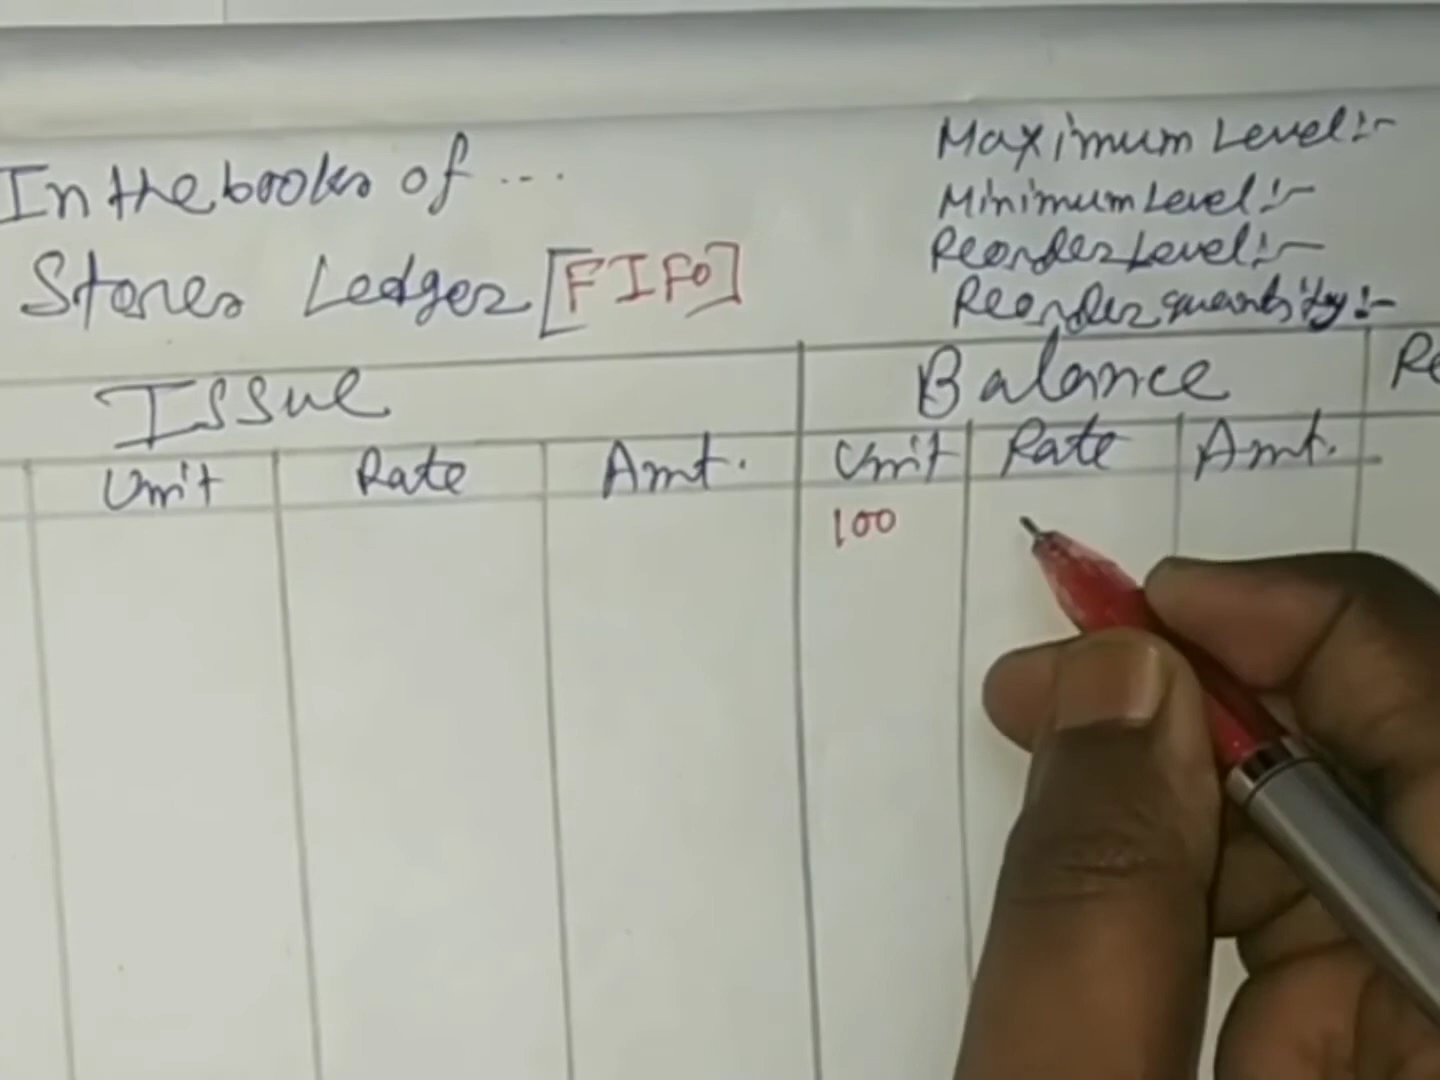 In the books of ...
Stores Ledger [FIFO]
Maximum Level :-
Minimum Level :-
Reorder Level :-
Reorder quantity :-
Issue Balance Re
Unit Rate Amt. Unit Rate Amt.
100